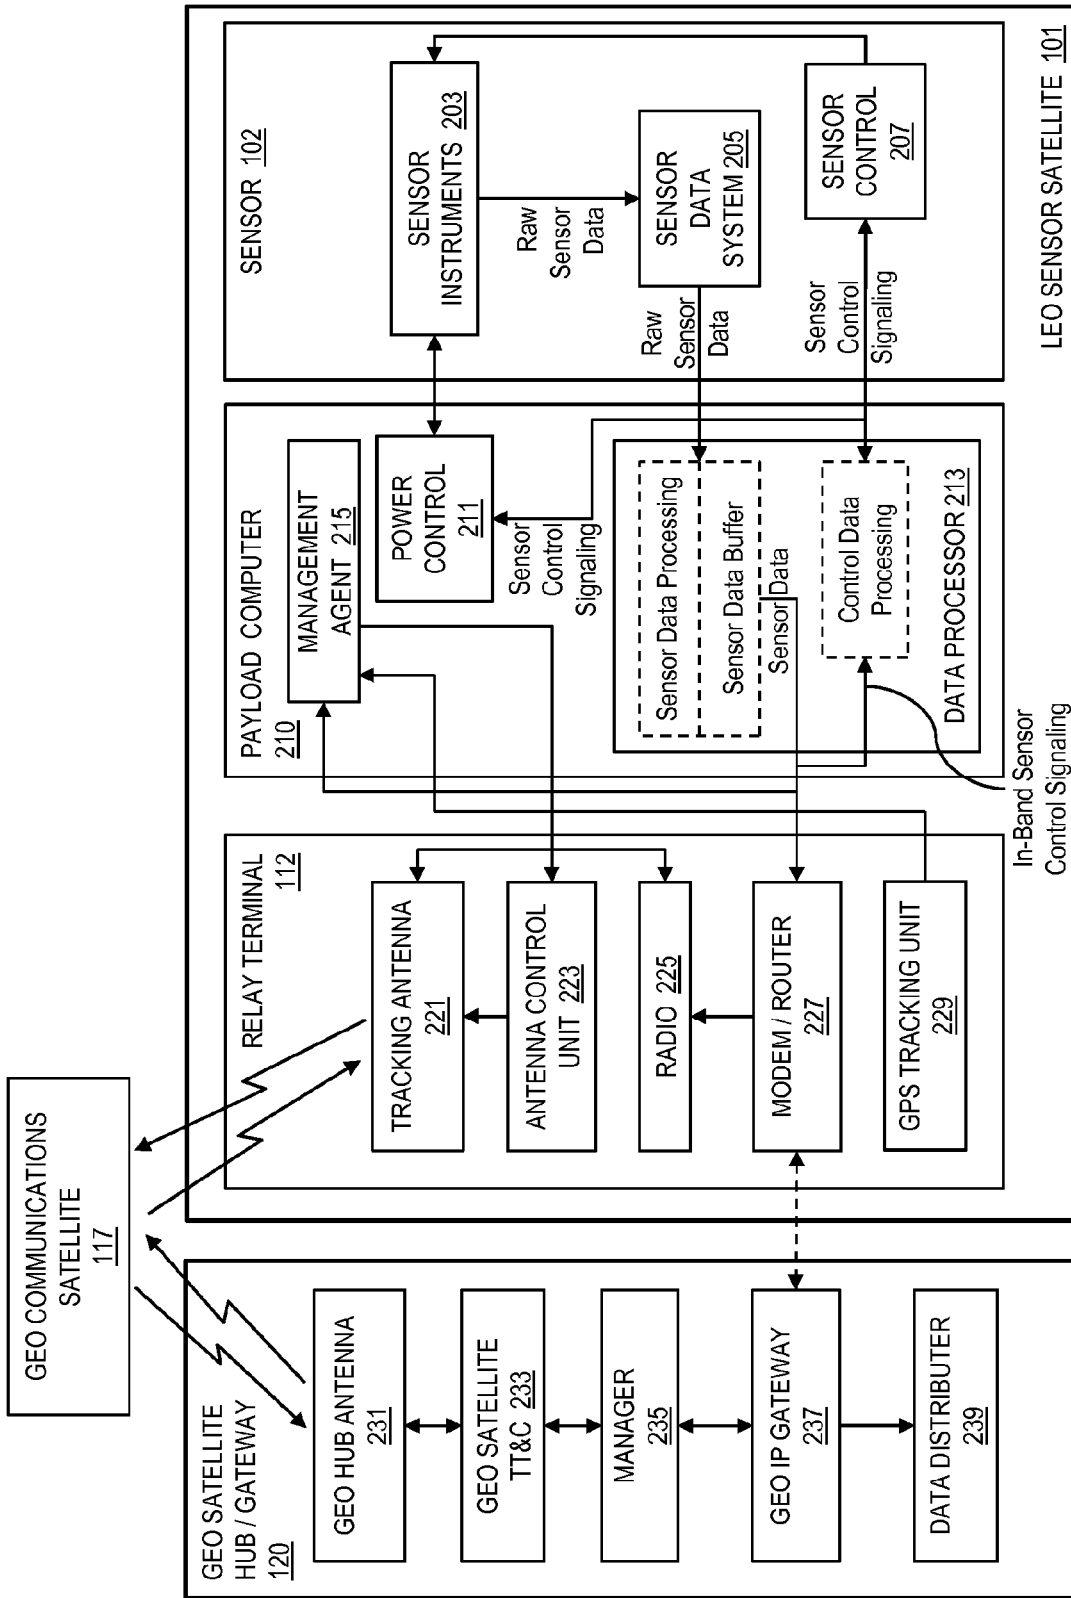 GEO COMMUNICATIONS
SATELLITE
117
GEO SATELLITE
HUB / GATEWAY
120
GEO HUB ANTENNA
231
GEO SATELLITE
TT&C 233
MANAGER
235
GEO IP GATEWAY
237
DATA DISTRIBUTER
239
RELAY TERMINAL
112
TRACKING ANTENNA
221
ANTENNA CONTROL
UNIT 223
RADIO 225
MODEM / ROUTER
227
GPS TRACKING UNIT
229
In-Band Sensor
Control Signaling
PAYLOAD COMPUTER
210
MANAGEMENT
AGENT 215
POWER
CONTROL
211
Sensor
Control
Signaling
Sensor Data Processing
Sensor Data Buffer
Sensor Data
Control Data
Processing
DATA PROCESSOR 213
SENSOR 102
SENSOR
INSTRUMENTS 203
Raw
Sensor
Data
SENSOR
DATA
SYSTEM 205
Raw
Sensor
Data
SENSOR
CONTROL
207
Sensor
Control
Signaling
LEO SENSOR SATELLITE 101